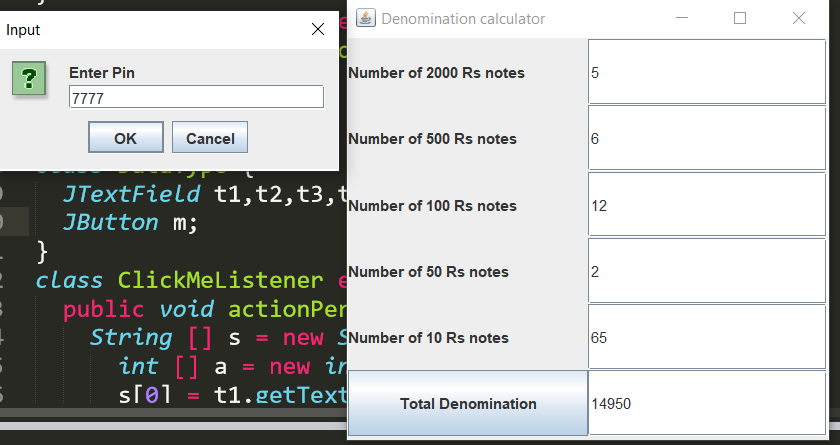 Input
Enter Pin
7777
OK Cancel
Denomination calculator
Number of 2000 Rs notes 5
Number of 500 Rs notes 6
Number of 100 Rs notes 12
Number of 50 Rs notes 2
Number of 10 Rs notes 65
Total Denomination 14950
JTextField t1,t2,t3,
JButton m;
}
class ClickMeListener
public void actionPer
String [] s = new
int [] a = new in
s[0] = t1.getText